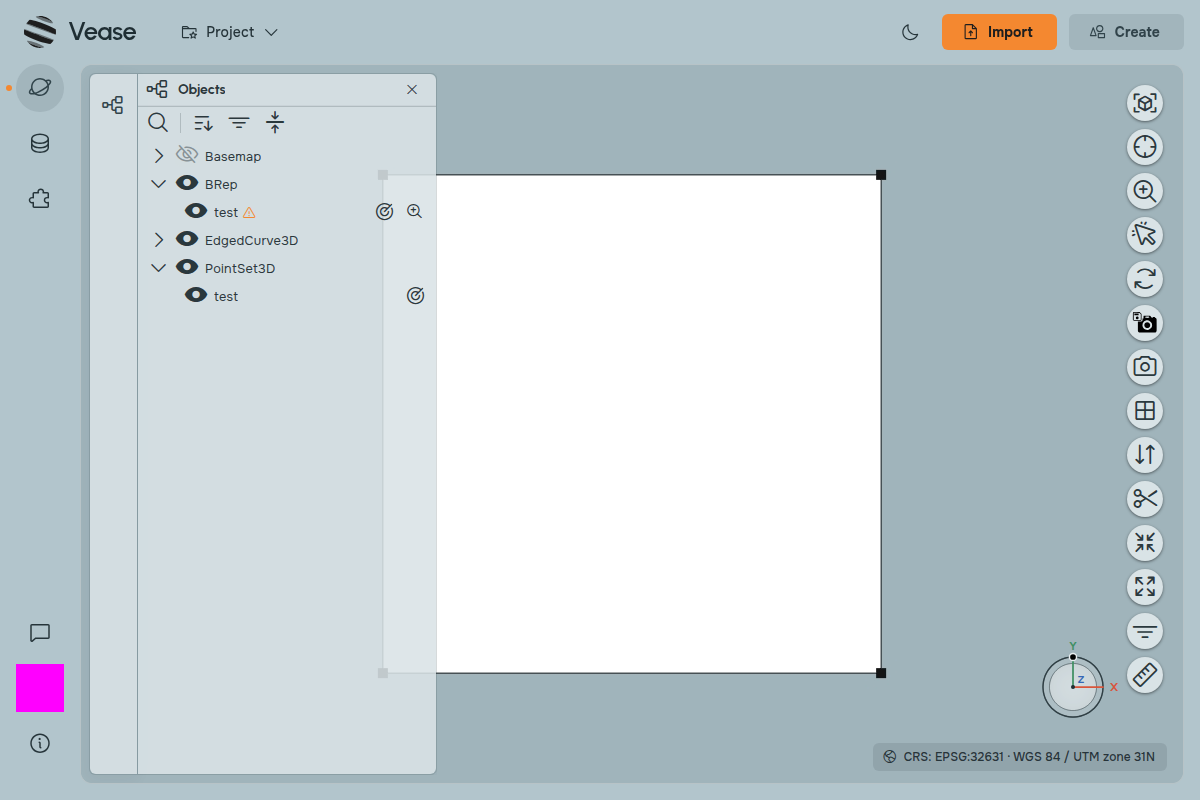 Vease
Project
Import
Create
Objects
Basemap
BRep
test
EdgedCurve3D
PointSet3D
test
Y
Z
X
CRS: EPSG:32631 · WGS 84 / UTM zone 31N